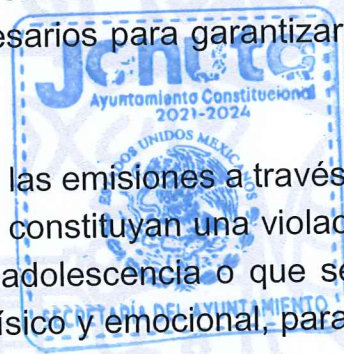 esarios para garantizar
Jonuta
Ayuntamiento Constitucional
2021-2024
ESTADOS UNIDOS MEXICANOS
las emisiones a través
constituyan una violac
adolescencia o que se
SECRETARÍA DEL AYUNTAMIENTO
ísico y emocional, para